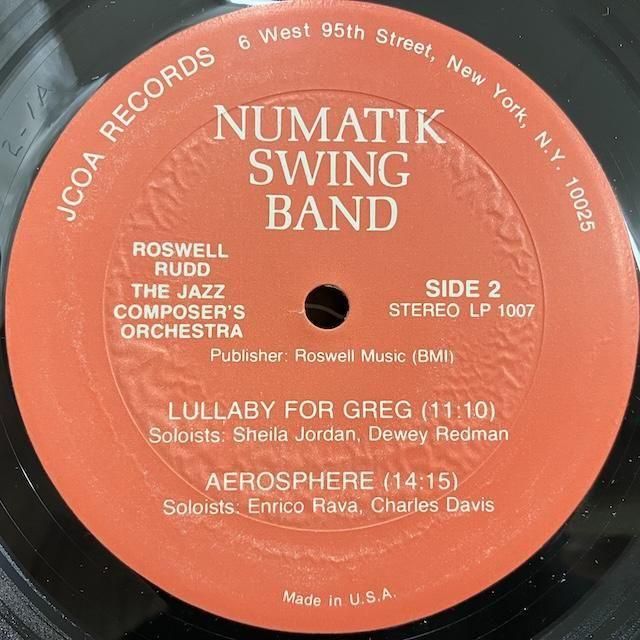 JCOA RECORDS 6 West 95th Street, New York, N.Y. 10025
NUMATIK
SWING
BAND
ROSWELL
RUDD
THE JAZZ
COMPOSER'S
ORCHESTRA
SIDE 2
STEREO LP 1007
Publisher: Roswell Music (BMI)
LULLABY FOR GREG (11:10)
Soloists: Sheila Jordan, Dewey Redman
AEROSPHERE (14:15)
Soloists: Enrico Rava, Charles Davis
Made in U.S.A.